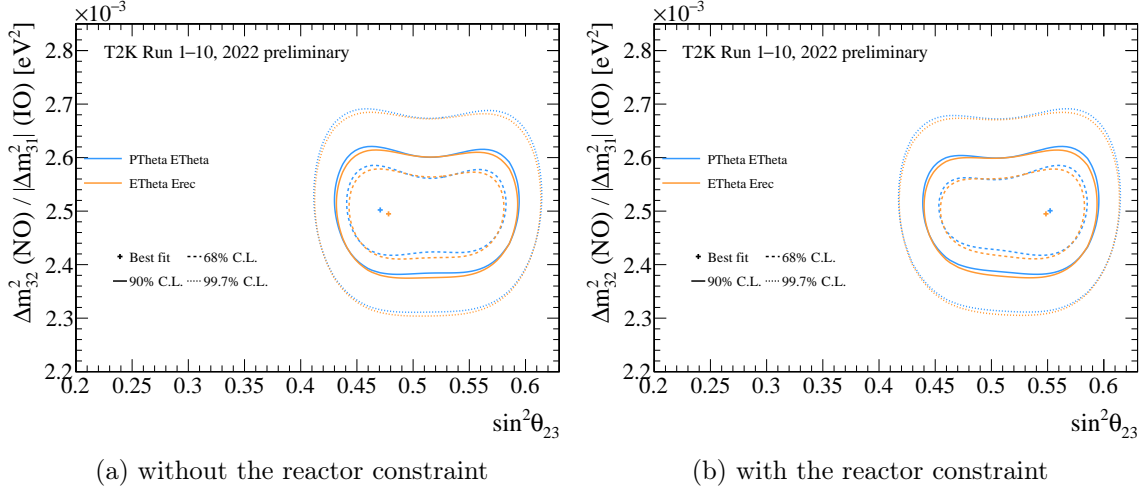 ×10⁻³
T2K Run 1–10, 2022 preliminary
Δm²₃₂ (NO) / |Δm²₃₁| (IO) [eV²]
2.8
2.7
2.6
2.5
2.4
2.3
2.2
PTheta ETheta
ETheta Erec
Best fit 68% C.L.
90% C.L. 99.7% C.L.
0.2 0.25 0.3 0.35 0.4 0.45 0.5 0.55 0.6
sin²θ₂₃
(a) without the reactor constraint
×10⁻³
T2K Run 1–10, 2022 preliminary
Δm²₃₂ (NO) / |Δm²₃₁| (IO) [eV²]
2.8
2.7
2.6
2.5
2.4
2.3
2.2
PTheta ETheta
ETheta Erec
Best fit 68% C.L.
90% C.L. 99.7% C.L.
0.2 0.25 0.3 0.35 0.4 0.45 0.5 0.55 0.6
sin²θ₂₃
(b) with the reactor constraint